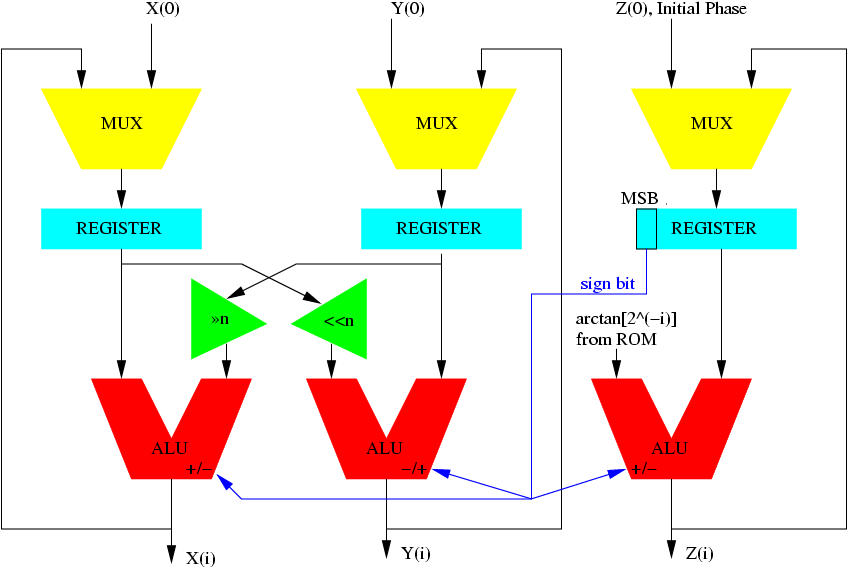 X(0)
Y(0)
Z(0), Initial Phase
MUX
MUX
MUX
MSB
REGISTER
REGISTER
REGISTER
sign bit
»n
<<n
arctan[2^(−i)]
from ROM
ALU
+/−
ALU
−/+
ALU
+/−
X(i)
Y(i)
Z(i)